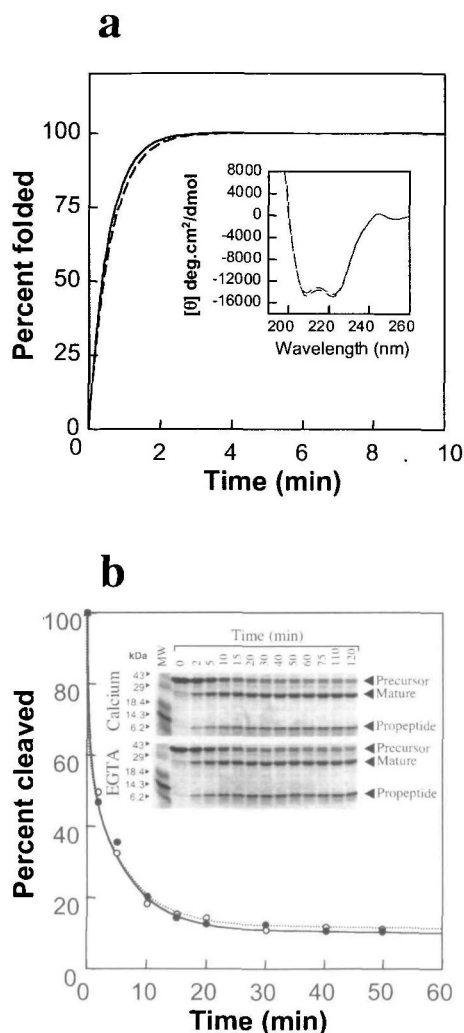 a
Percent folded
100
75
50
25
0
0 2 4 6 8 10
Time (min)
[θ] deg.cm²/dmol
8000
4000
0
-4000
-8000
-12000
-16000
200 220 240 260
Wavelength (nm)
b
Percent cleaved
100
80
60
40
20
0 10 20 30 40 50 60
Time (min)
Time (min)
kDa MW 0 2 5 10 15 20 30 40 50 60 75 110 120
Calcium
43
29
18.4
14.3
6.2
Precursor
Mature
Propeptide
EGTA
43
29
18.4
14.3
6.2
Precursor
Mature
Propeptide